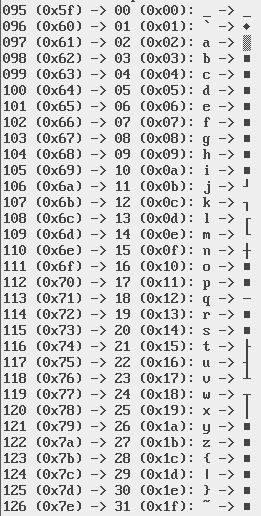 095 (0x5f) -> 00 (0x00): _ -> _
096 (0x60) -> 01 (0x01): ` -> ◆
097 (0x61) -> 02 (0x02): a -> ▒
098 (0x62) -> 03 (0x03): b -> ■
099 (0x63) -> 04 (0x04): c -> ■
100 (0x64) -> 05 (0x05): d -> ■
101 (0x65) -> 06 (0x06): e -> ■
102 (0x66) -> 07 (0x07): f -> ■
103 (0x67) -> 08 (0x08): g -> ■
104 (0x68) -> 09 (0x09): h -> ■
105 (0x69) -> 10 (0x0a): i -> ■
106 (0x6a) -> 11 (0x0b): j -> ┘
107 (0x6b) -> 12 (0x0c): k -> ┐
108 (0x6c) -> 13 (0x0d): l -> ┌
109 (0x6d) -> 14 (0x0e): m -> └
110 (0x6e) -> 15 (0x0f): n -> ┼
111 (0x6f) -> 16 (0x10): o -> ■
112 (0x70) -> 17 (0x11): p -> ■
113 (0x71) -> 18 (0x12): q -> ─
114 (0x72) -> 19 (0x13): r -> ■
115 (0x73) -> 20 (0x14): s -> ■
116 (0x74) -> 21 (0x15): t -> ├
117 (0x75) -> 22 (0x16): u -> ┤
118 (0x76) -> 23 (0x17): v -> ┴
119 (0x77) -> 24 (0x18): w -> ┬
120 (0x78) -> 25 (0x19): x -> │
121 (0x79) -> 26 (0x1a): y -> ■
122 (0x7a) -> 27 (0x1b): z -> ■
123 (0x7b) -> 28 (0x1c): { -> ■
124 (0x7c) -> 29 (0x1d): | -> ■
125 (0x7d) -> 30 (0x1e): } -> ■
126 (0x7e) -> 31 (0x1f): ~ -> ■